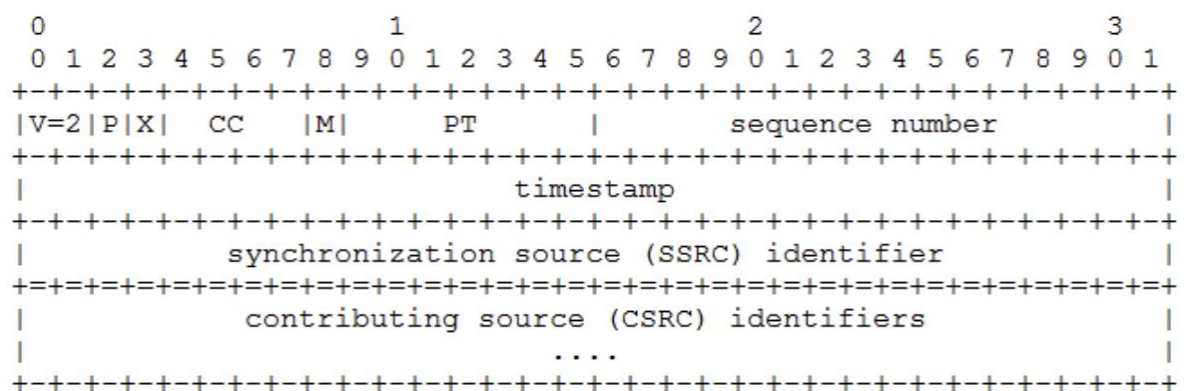 0                   1                   2                   3
 0 1 2 3 4 5 6 7 8 9 0 1 2 3 4 5 6 7 8 9 0 1 2 3 4 5 6 7 8 9 0 1
+-+-+-+-+-+-+-+-+-+-+-+-+-+-+-+-+-+-+-+-+-+-+-+-+-+-+-+-+-+-+-+-+
|V=2|P|X|  CC   |M|     PT      |       sequence number         |
+-+-+-+-+-+-+-+-+-+-+-+-+-+-+-+-+-+-+-+-+-+-+-+-+-+-+-+-+-+-+-+-+
|                           timestamp                           |
+-+-+-+-+-+-+-+-+-+-+-+-+-+-+-+-+-+-+-+-+-+-+-+-+-+-+-+-+-+-+-+-+
|           synchronization source (SSRC) identifier            |
+=+=+=+=+=+=+=+=+=+=+=+=+=+=+=+=+=+=+=+=+=+=+=+=+=+=+=+=+=+=+=+=+
|            contributing source (CSRC) identifiers             |
|                             ....                              |
+-+-+-+-+-+-+-+-+-+-+-+-+-+-+-+-+-+-+-+-+-+-+-+-+-+-+-+-+-+-+-+-+